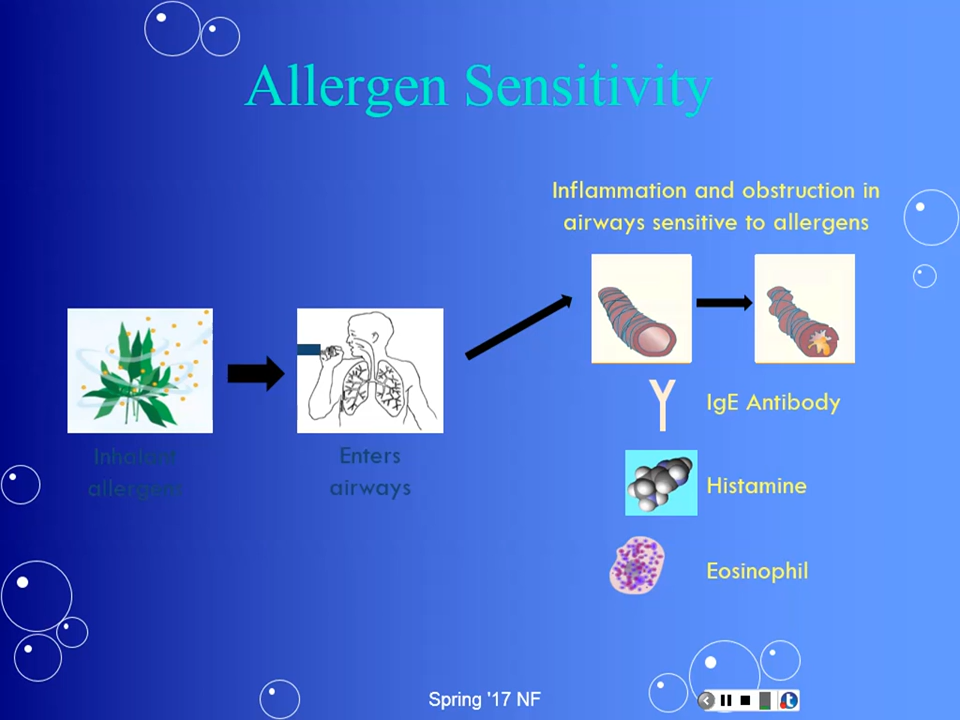 Allergen Sensitivity
Inflammation and obstruction in
airways sensitive to allergens
Inhalant
allergens
Enters
airways
IgE Antibody
Histamine
Eosinophil
Spring '17 NF